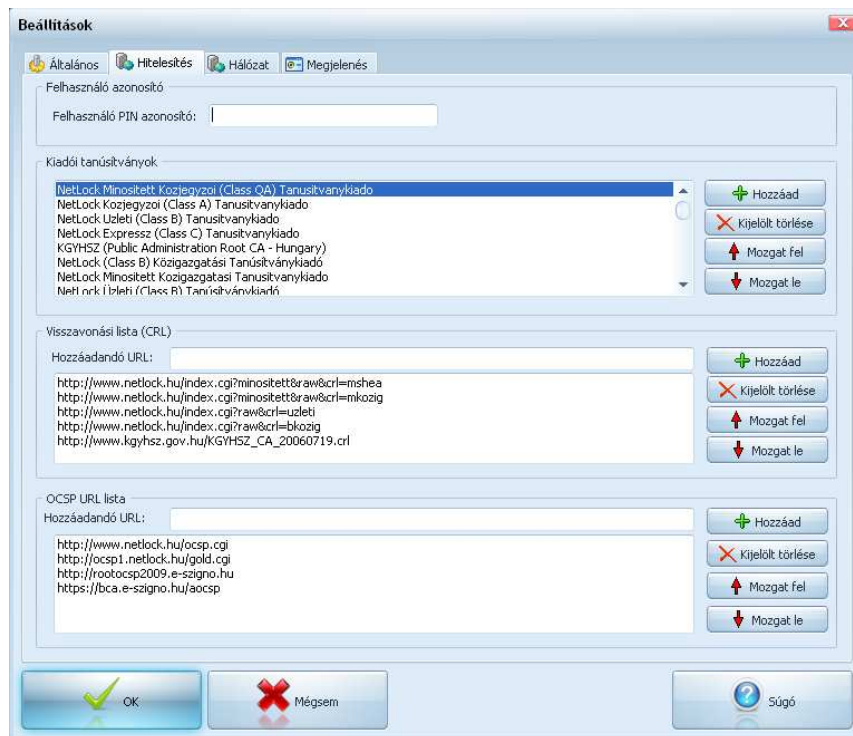 Beállítások
Általános Hitelesítés Hálózat Megjelenés
Felhasználó azonosító
Felhasználó PIN azonosító:
Kiadói tanúsítványok
NetLock Minositett Kozjegyzoi (Class QA) Tanusitvanykiado
NetLock Kozjegyzoi (Class A) Tanusitvanykiado
NetLock Uzleti (Class B) Tanusitvanykiado
NetLock Expressz (Class C) Tanusitvanykiado
KGYHSZ (Public Administration Root CA - Hungary)
NetLock (Class B) Közigazgatási Tanúsítványkiadó
NetLock Minositett Kozigazgatasi Tanusitvanykiado
NetLock Üzleti (Class B) Tanúsítványkiadó
Hozzáad
Kijelölt törlése
Mozgat fel
Mozgat le
Visszavonási lista (CRL)
Hozzáadandó URL:
http://www.netlock.hu/index.cgi?minositett&raw&crl=mshea
http://www.netlock.hu/index.cgi?minositett&raw&crl=mkozig
http://www.netlock.hu/index.cgi?raw&crl=uzleti
http://www.netlock.hu/index.cgi?raw&crl=bkozig
http://www.kgyhsz.gov.hu/KGYHSZ_CA_20060719.crl
Hozzáad
Kijelölt törlése
Mozgat fel
Mozgat le
OCSP URL lista
Hozzáadandó URL:
http://www.netlock.hu/ocsp.cgi
http://ocsp1.netlock.hu/gold.cgi
http://rootocsp2009.e-szigno.hu
https://bca.e-szigno.hu/aocsp
Hozzáad
Kijelölt törlése
Mozgat fel
Mozgat le
OK Mégsem Súgó